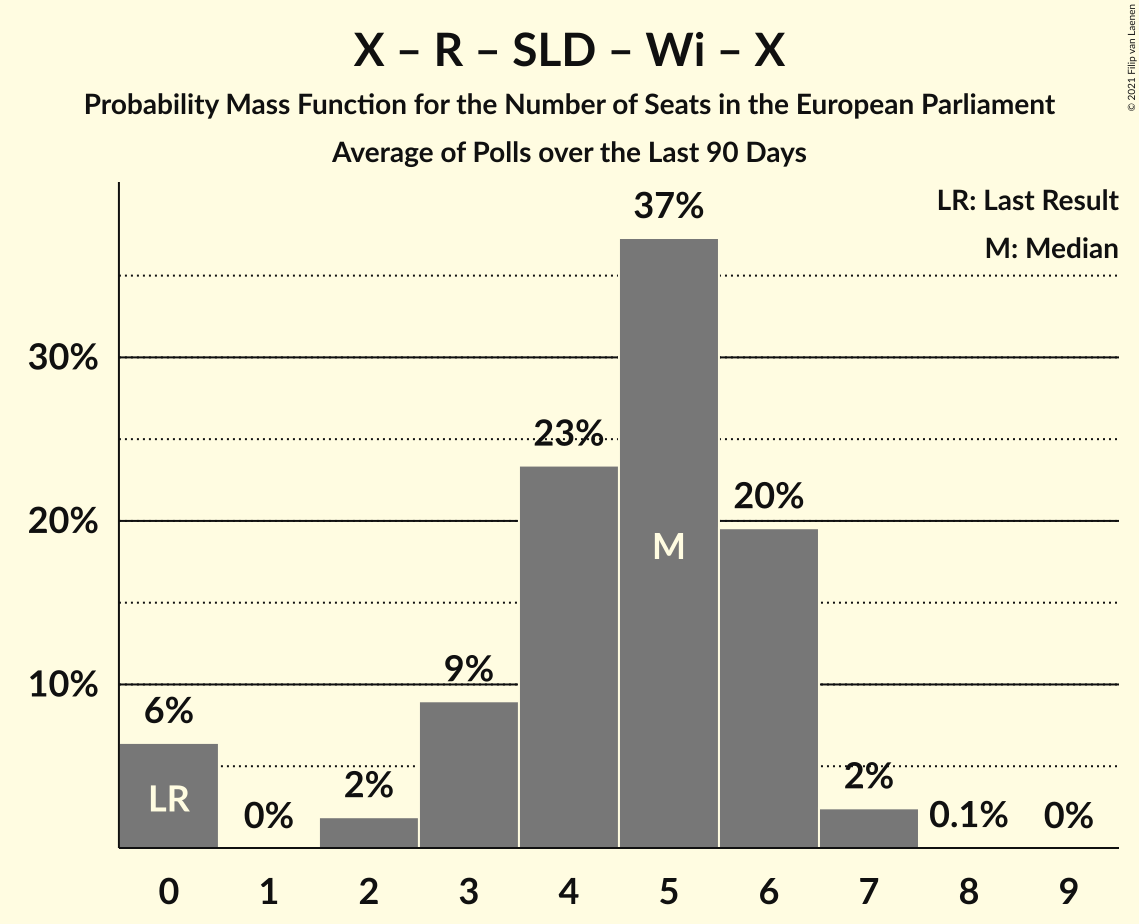 X – R – SLD – Wi – X
Probability Mass Function for the Number of Seats in the European Parliament
Average of Polls over the Last 90 Days
© 2021 Filip van Laenen
LR: Last Result
M: Median
37%
30%
23%
20%
20%
M
10%
9%
6%
LR
0%
2%
2%
0.1%
0%
0 1 2 3 4 5 6 7 8 9